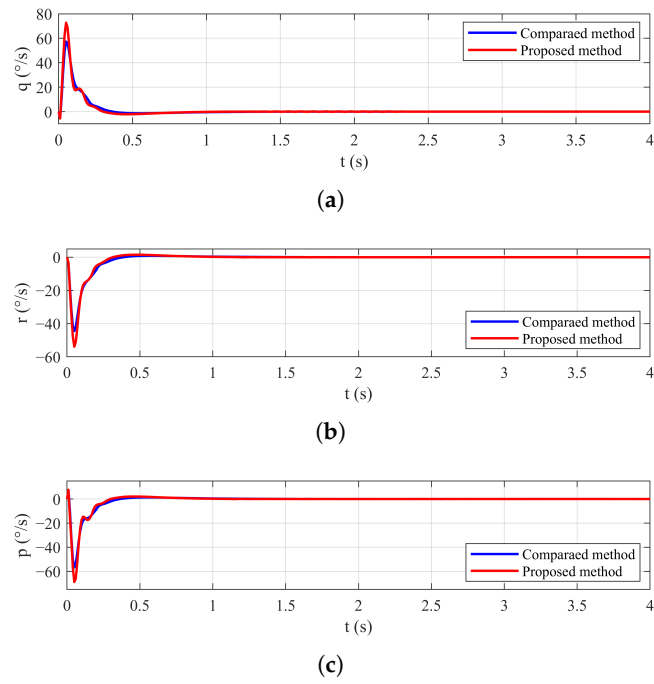 80
60
40
20
0
q (°/s)
0 0.5 1 1.5 2 2.5 3 3.5 4
t (s)
Comparaed method
Proposed method
(a)
0
−20
−40
−60
r (°/s)
0 0.5 1 1.5 2 2.5 3 3.5 4
t (s)
Comparaed method
Proposed method
(b)
0
−20
−40
−60
p (°/s)
0 0.5 1 1.5 2 2.5 3 3.5 4
t (s)
Comparaed method
Proposed method
(c)